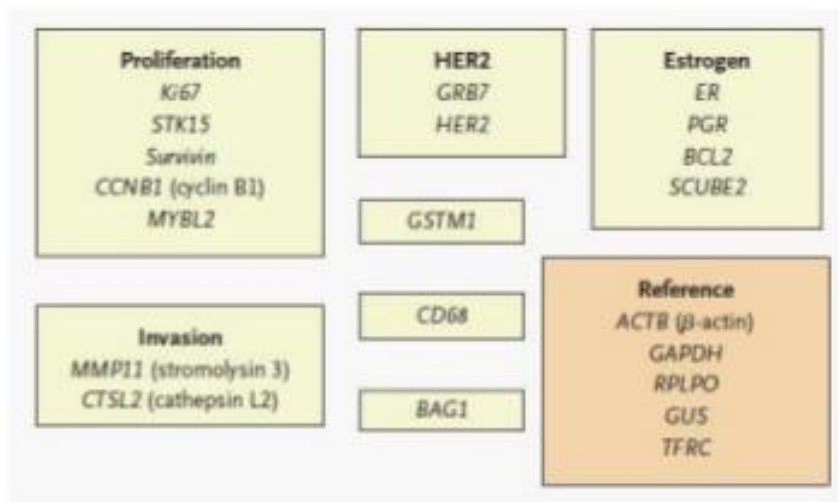 Proliferation
Ki67
STK15
Survivin
CCNB1 (cyclin B1)
MYBL2
HER2
GRB7
HER2
Estrogen
ER
PGR
BCL2
SCUBE2
GSTM1
Invasion
MMP11 (stromolysin 3)
CTSL2 (cathepsin L2)
CD68
BAG1
Reference
ACTB (β-actin)
GAPDH
RPLPO
GUS
TFRC